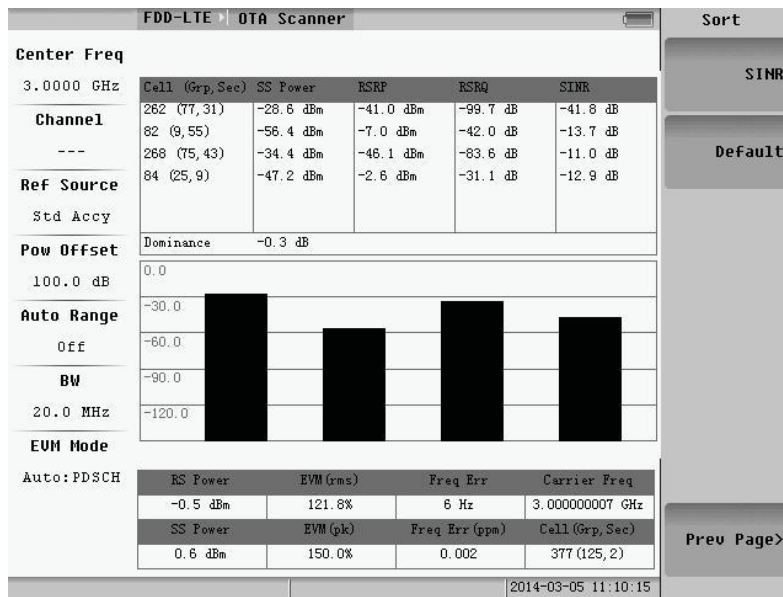 FDD-LTE OTA Scanner
Sort
Center Freq
3.0000 GHz
Channel
---
Ref Source
Std Accy
Pow Offset
100.0 dB
Auto Range
Off
BW
20.0 MHz
EVM Mode
Auto:PDSCH
Cell (Grp,Sec) SS Power RSRP RSRQ SINR
262 (77,31) -28.6 dBm -41.0 dBm -99.7 dB -41.8 dB
82 (9,55) -56.4 dBm -7.0 dBm -42.0 dB -13.7 dB
268 (75,43) -34.4 dBm -46.1 dBm -83.6 dB -11.0 dB
84 (25,9) -47.2 dBm -2.6 dBm -31.1 dB -12.9 dB
Dominance -0.3 dB
0.0
-30.0
-60.0
-90.0
-120.0
RS Power EVM(rms) Freq Err Carrier Freq
-0.5 dBm 121.8% 6 Hz 3.000000007 GHz
SS Power EVM(pk) Freq Err(ppm) Cell(Grp,Sec)
0.6 dBm 150.0% 0.002 377(125,2)
SINR
Default
Prev Page>
2014-03-05 11:10:15